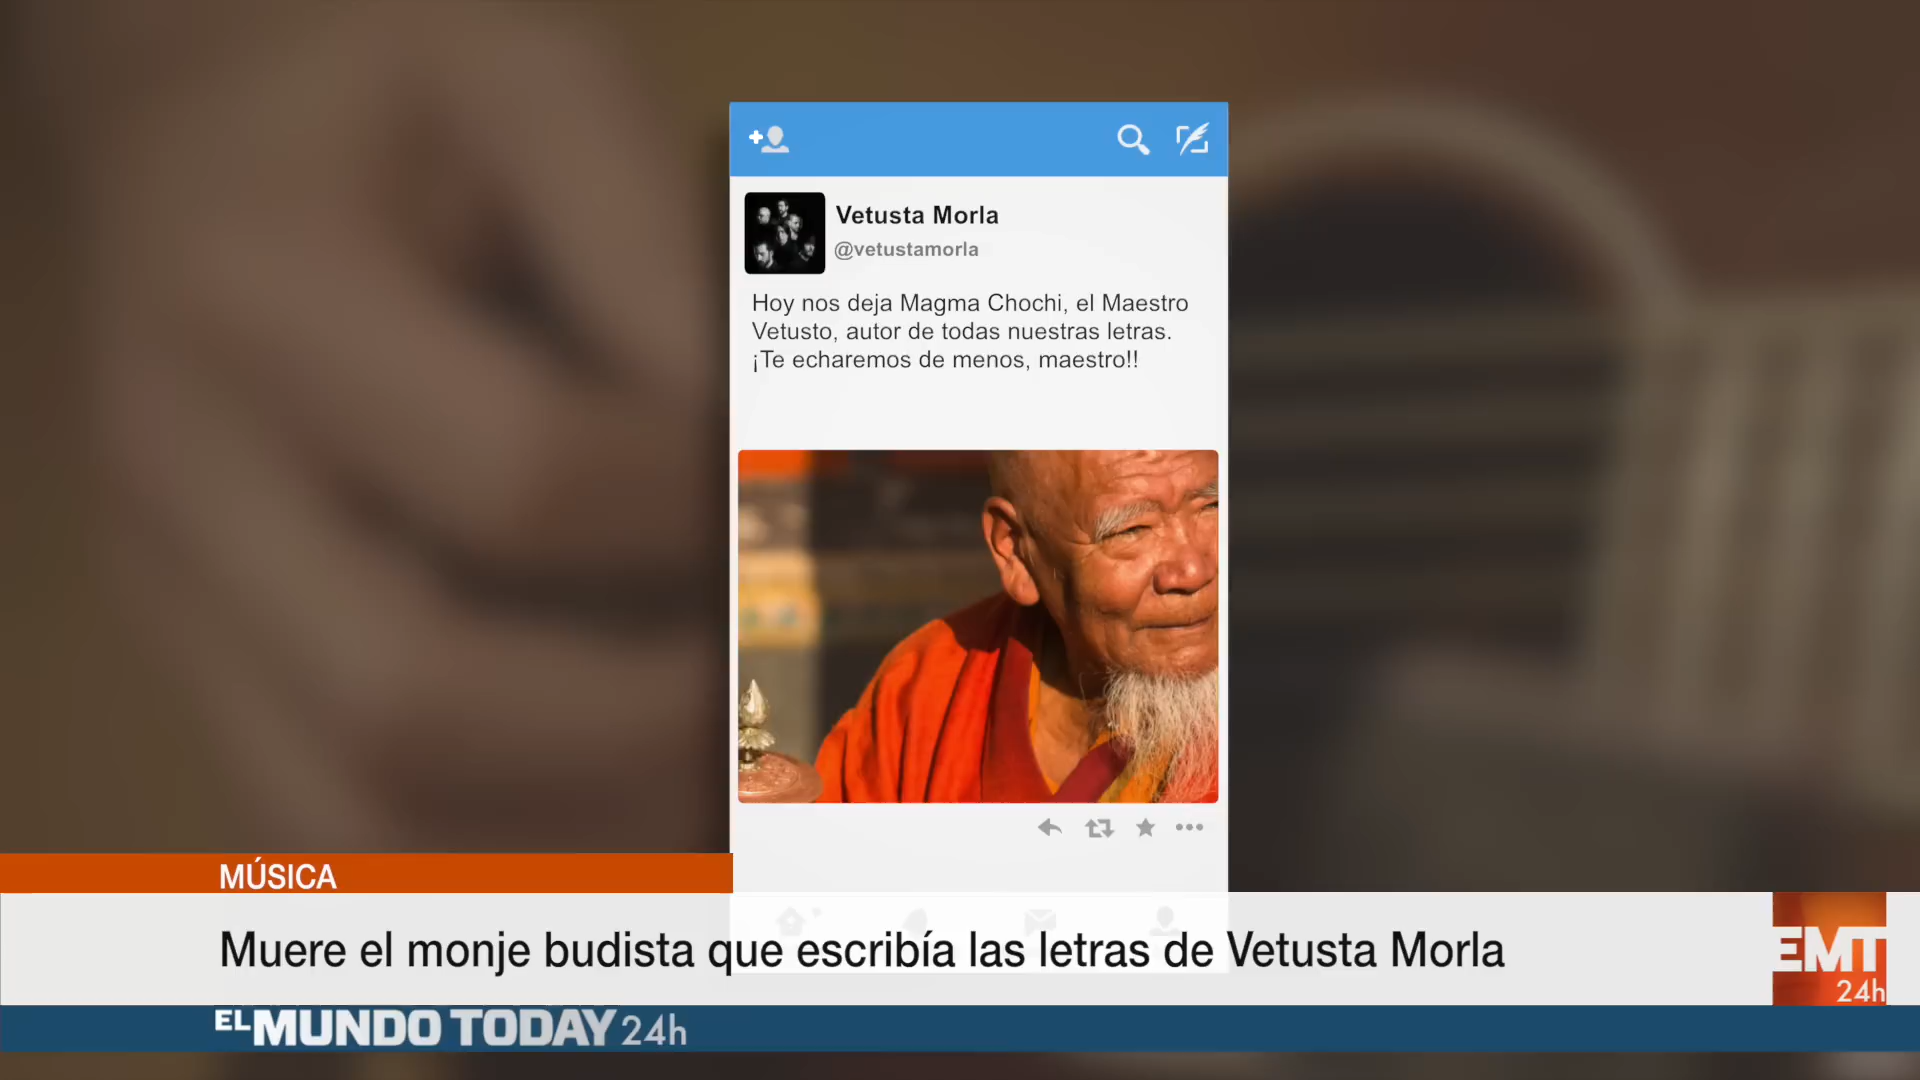 Vetusta Morla
@vetustamorla
Hoy nos deja Magma Chochi, el Maestro
Vetusto, autor de todas nuestras letras.
¡Te echaremos de menos, maestro!!
MÚSICA
Muere el monje budista que escribía las letras de Vetusta Morla
EMT
24h
EL MUNDO TODAY 24h